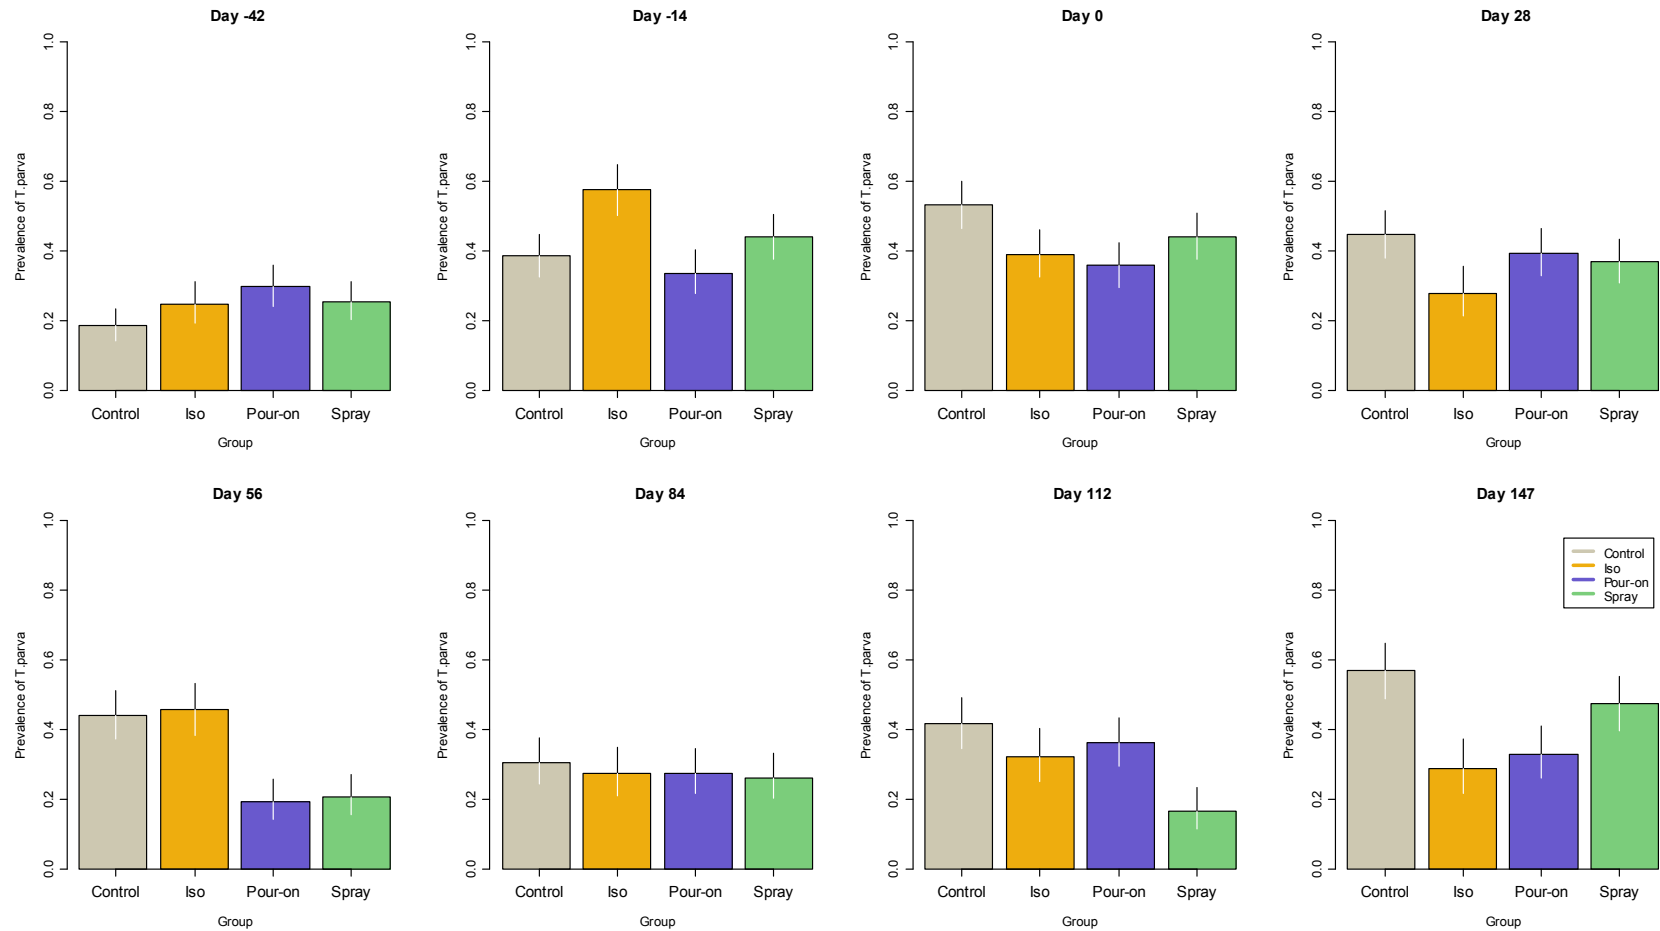 Day -42
Prevalence of T.parva
0.0 0.2 0.4 0.6 0.8 1.0
Control Iso Pour-on Spray
Group
Day -14
Prevalence of T.parva
0.0 0.2 0.4 0.6 0.8 1.0
Control Iso Pour-on Spray
Group
Day 0
Prevalence of T.parva
0.0 0.2 0.4 0.6 0.8 1.0
Control Iso Pour-on Spray
Group
Day 28
Prevalence of T.parva
0.0 0.2 0.4 0.6 0.8 1.0
Control Iso Pour-on Spray
Group
Day 56
Prevalence of T.parva
0.0 0.2 0.4 0.6 0.8 1.0
Control Iso Pour-on Spray
Group
Day 84
Prevalence of T.parva
0.0 0.2 0.4 0.6 0.8 1.0
Control Iso Pour-on Spray
Group
Day 112
Prevalence of T.parva
0.0 0.2 0.4 0.6 0.8 1.0
Control Iso Pour-on Spray
Group
Day 147
Prevalence of T.parva
0.0 0.2 0.4 0.6 0.8 1.0
Control
Iso
Pour-on
Spray
Control Iso Pour-on Spray
Group